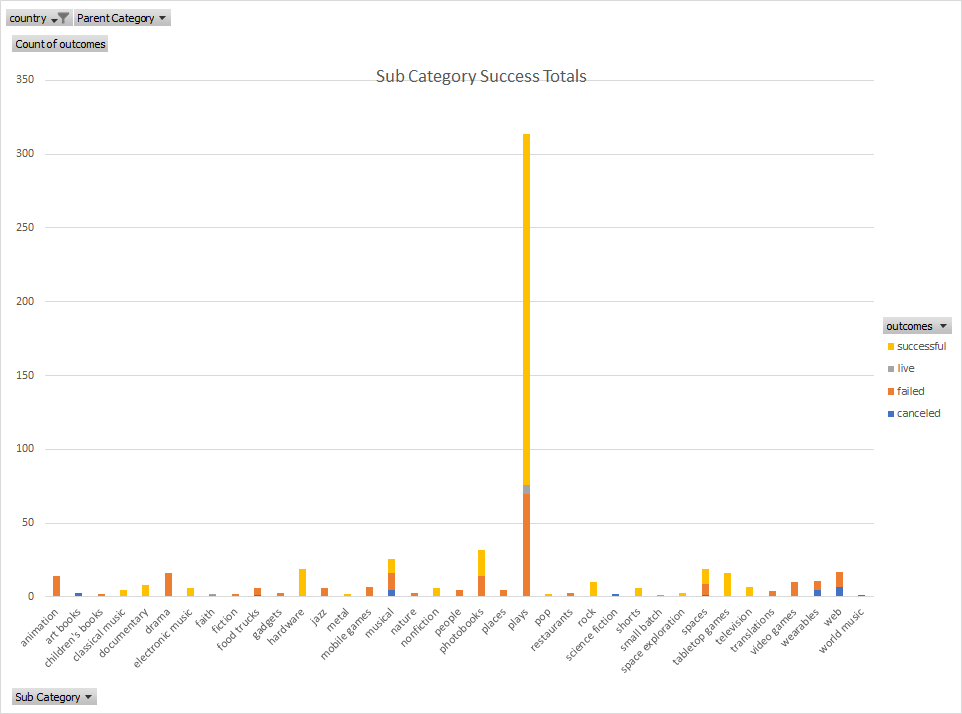 country Parent Category
Count of outcomes
Sub Category Success Totals
350
300
250
200
150
100
50
0
outcomes
successful
live
failed
canceled
animation
art books
children's books
classical music
documentary
drama
electronic music
faith
fiction
food trucks
gadgets
hardware
jazz
metal
mobile games
musical
nature
nonfiction
people
photobooks
places
plays
pop
restaurants
rock
science fiction
shorts
small batch
space exploration
spaces
tabletop games
television
translations
video games
wearables
web
world music
Sub Category